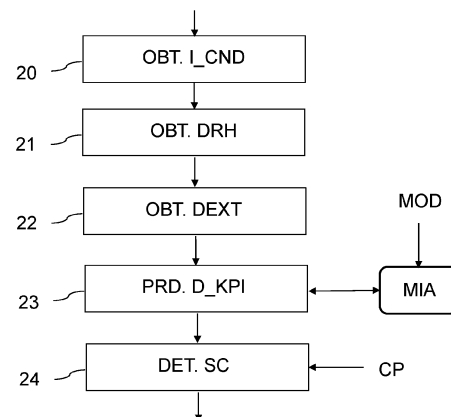 20
OBT. I_CND
21
OBT. DRH
22
OBT. DEXT
MOD
23
PRD. D_KPI
MIA
24
DET. SC
CP